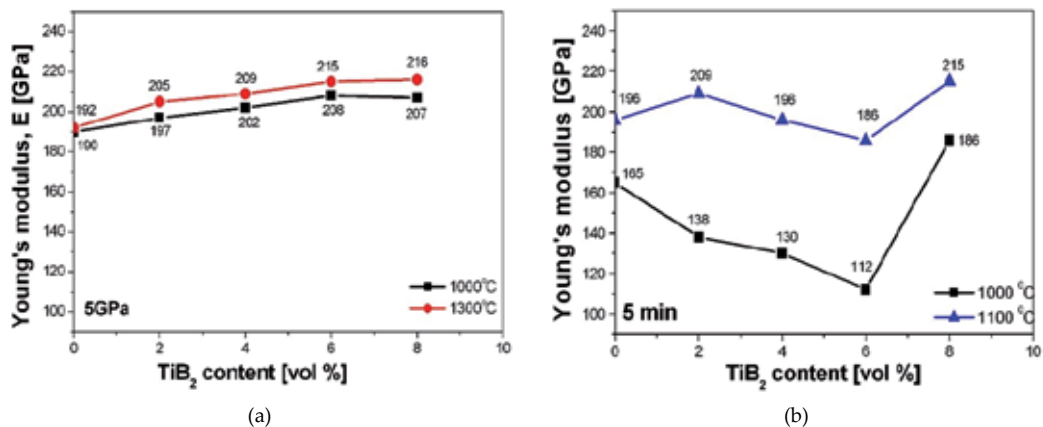 Young's modulus, E [GPa]
240
220
200
180
160
140
120
100
192
205
209
215
216
190
197
202
208
207
1000°C
1300°C
5GPa
0 2 4 6 8 10
TiB₂ content [vol %]
(a)
Young's modulus [GPa]
240
220
200
180
160
140
120
100
196
209
196
186
215
165
138
130
112
186
1000 °C
1100 °C
5 min
0 2 4 6 8 10
TiB₂ content [vol %]
(b)